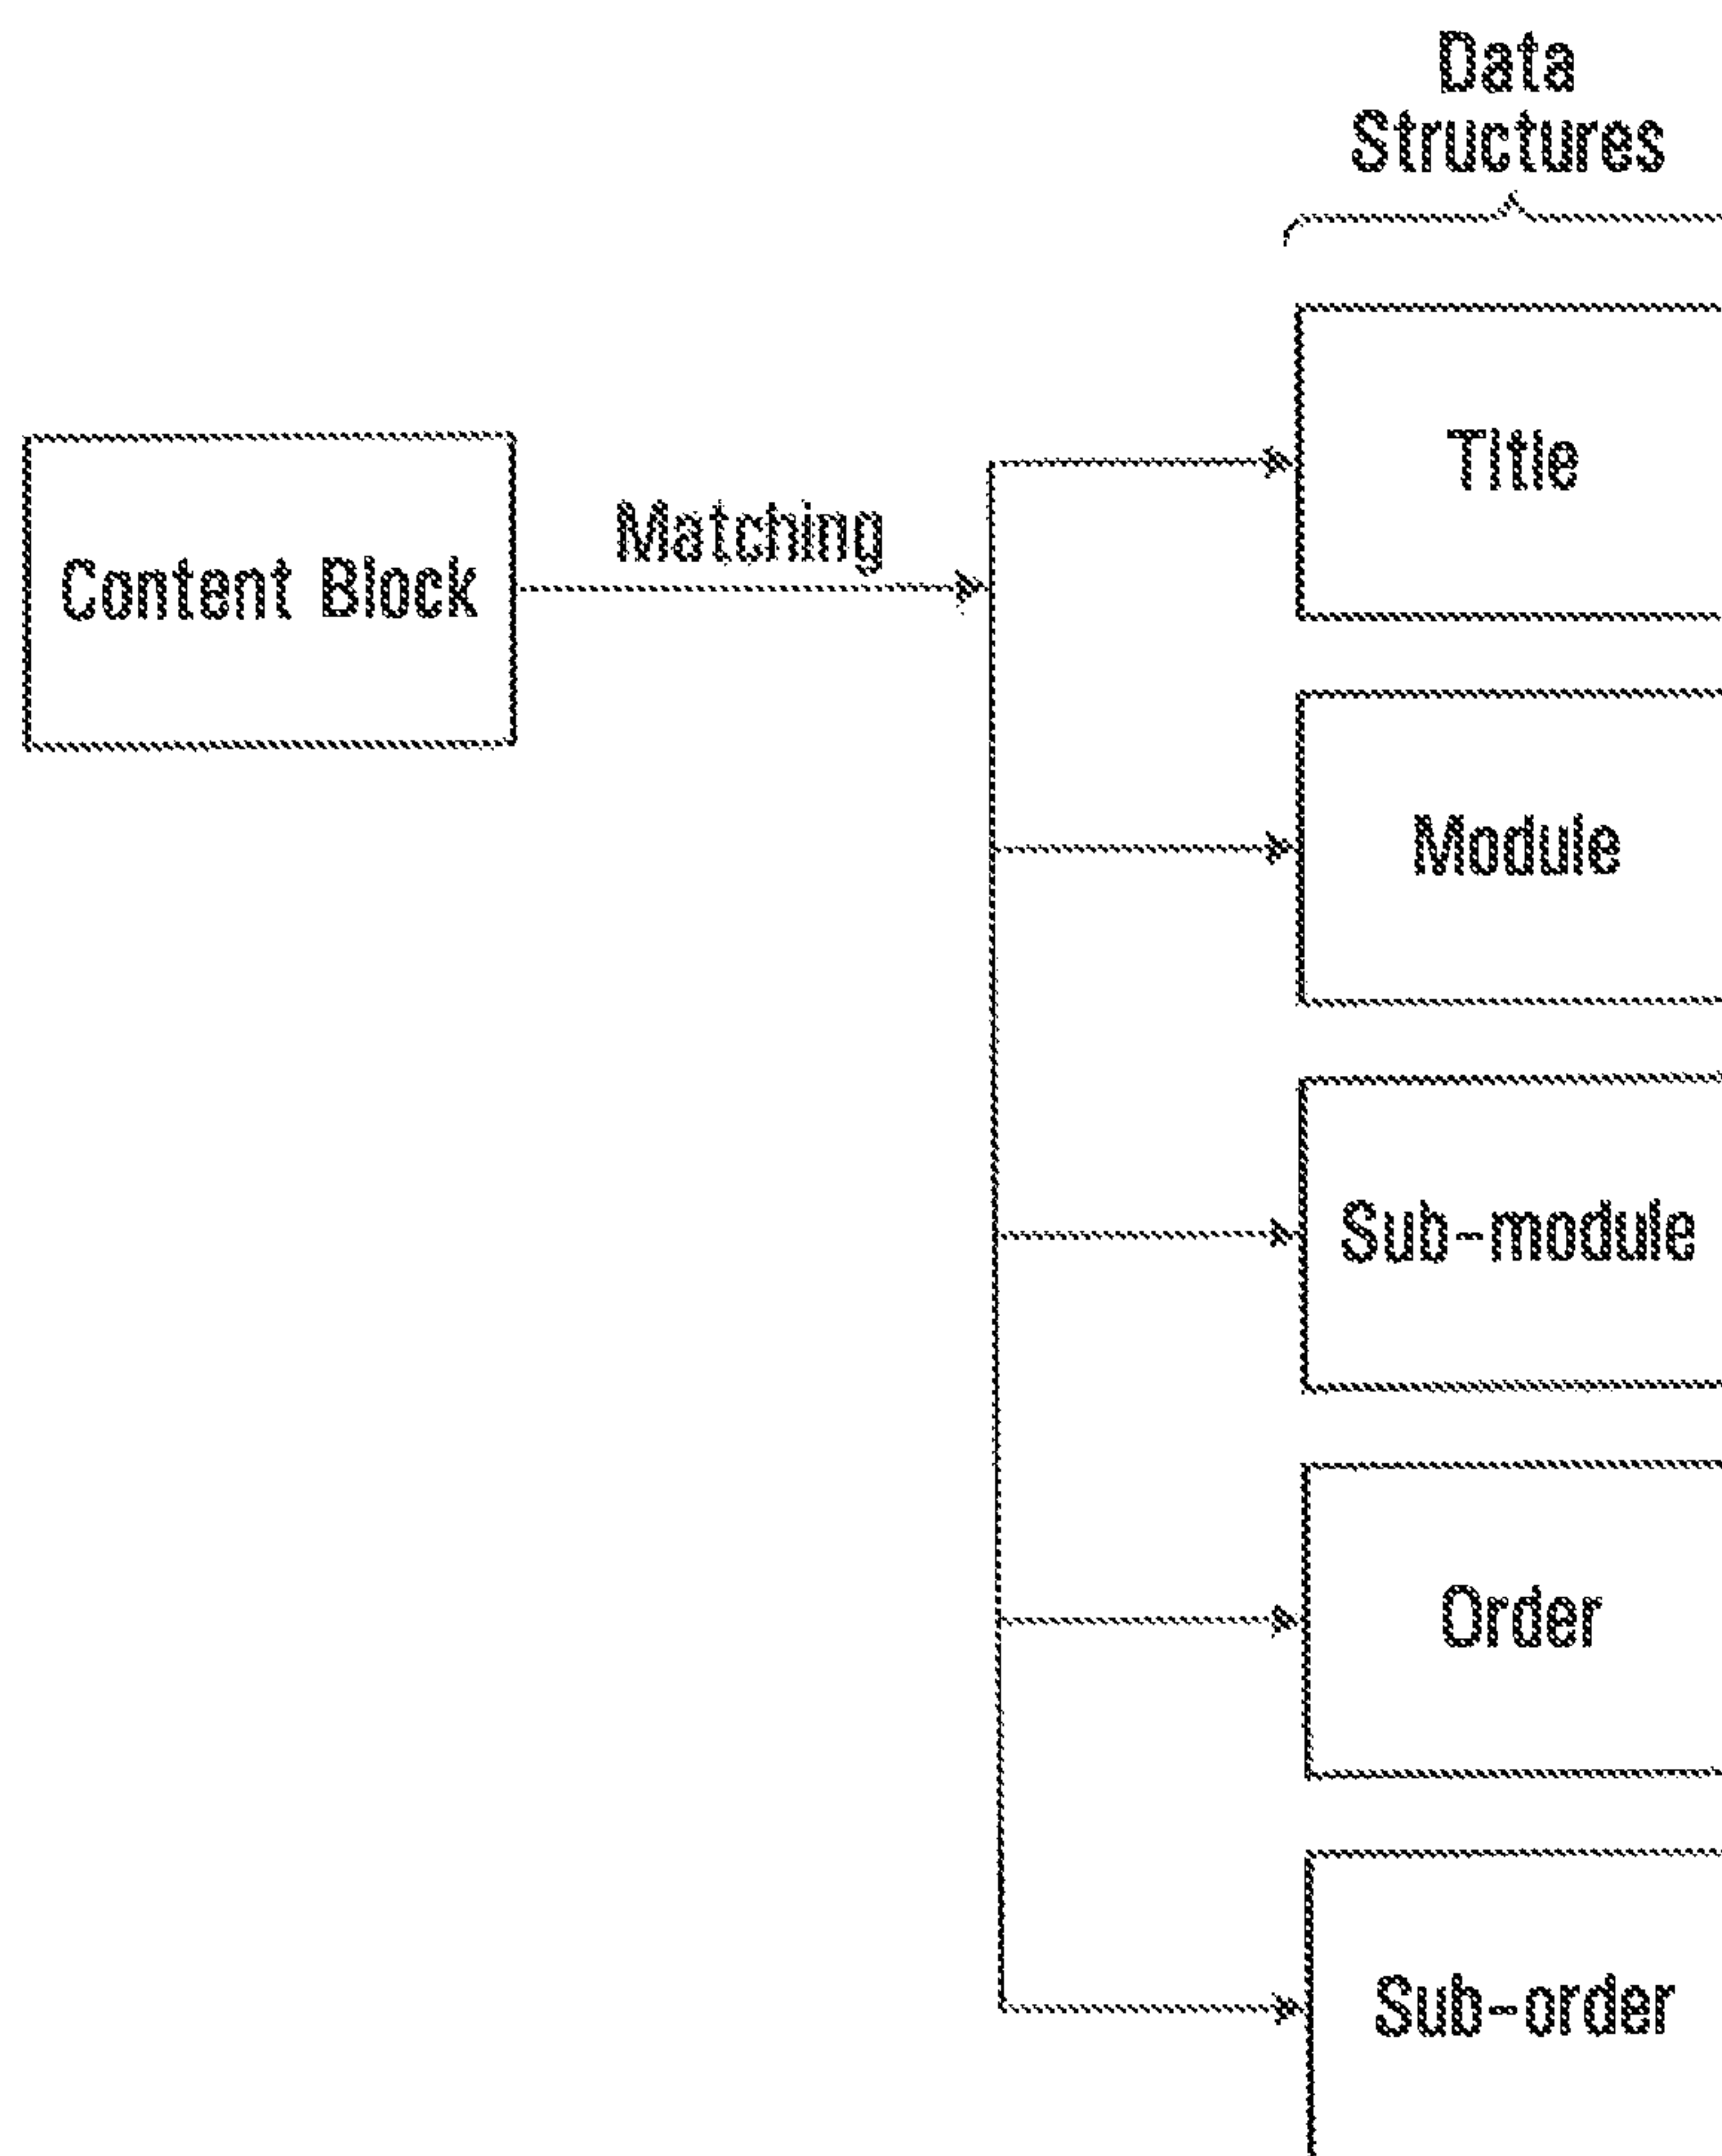 Data
Structures
Title
Content Block
Matching
Module
Sub-module
Order
Sub-order